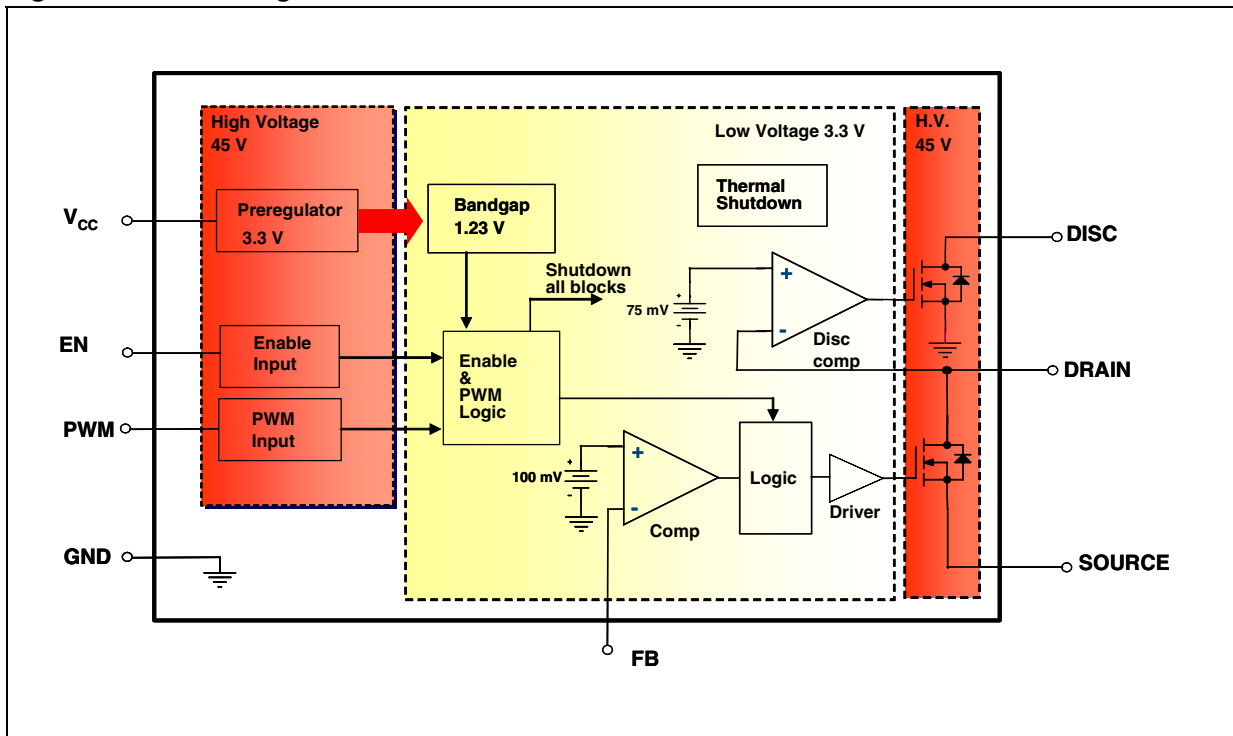 High Voltage
45 V
Low Voltage 3.3 V
H.V.
45 V
Thermal
Shutdown
VCC
Preregulator
3.3 V
Bandgap
1.23 V
DISC
Shutdown
all blocks
+
75 mV
-
+
-
Disc
comp
EN
Enable
Input
Enable
&
PWM
Logic
DRAIN
PWM
PWM
Input
+
100 mV
-
+
-
Comp
Logic
Driver
GND
SOURCE
FB